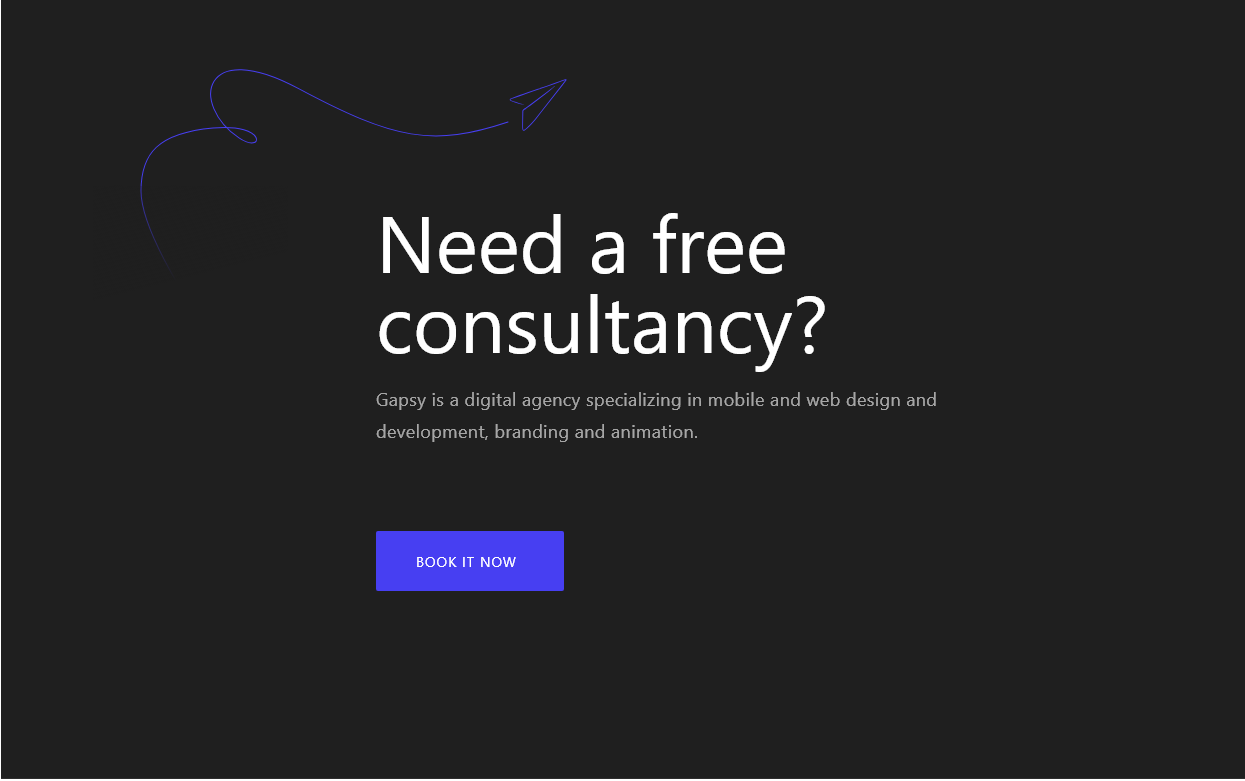 Need a free
consultancy?
Gapsy is a digital agency specializing in mobile and web design and
development, branding and animation.
BOOK IT NOW